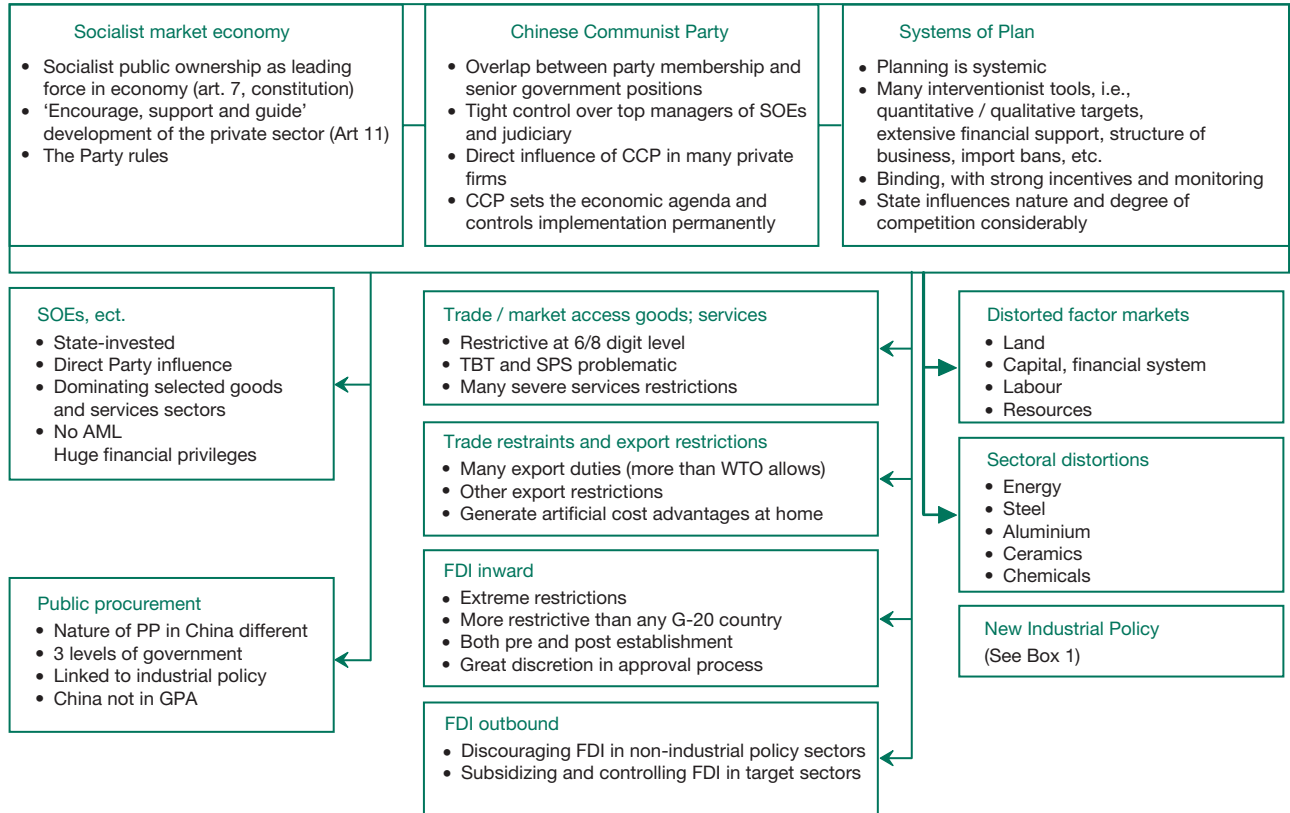 Socialist market economy
• Socialist public ownership as leading
force in economy (art. 7, constitution)
• ‘Encourage, support and guide’
development of the private sector (Art 11)
• The Party rules
Chinese Communist Party
• Overlap between party membership and
senior government positions
• Tight control over top managers of SOEs
and judiciary
• Direct influence of CCP in many private
firms
• CCP sets the economic agenda and
controls implementation permanently
Systems of Plan
• Planning is systemic
• Many interventionist tools, i.e.,
quantitative / qualitative targets,
extensive financial support, structure of
business, import bans, etc.
• Binding, with strong incentives and monitoring
• State influences nature and degree of
competition considerably
SOEs, ect.
• State-invested
• Direct Party influence
• Dominating selected goods
and services sectors
• No AML
Huge financial privileges
Public procurement
• Nature of PP in China different
• 3 levels of government
• Linked to industrial policy
• China not in GPA
Trade / market access goods; services
• Restrictive at 6/8 digit level
• TBT and SPS problematic
• Many severe services restrictions
Trade restraints and export restrictions
• Many export duties (more than WTO allows)
• Other export restrictions
• Generate artificial cost advantages at home
FDI inward
• Extreme restrictions
• More restrictive than any G-20 country
• Both pre and post establishment
• Great discretion in approval process
FDI outbound
• Discouraging FDI in non-industrial policy sectors
• Subsidizing and controlling FDI in target sectors
Distorted factor markets
• Land
• Capital, financial system
• Labour
• Resources
Sectoral distortions
• Energy
• Steel
• Aluminium
• Ceramics
• Chemicals
New Industrial Policy
(See Box 1)